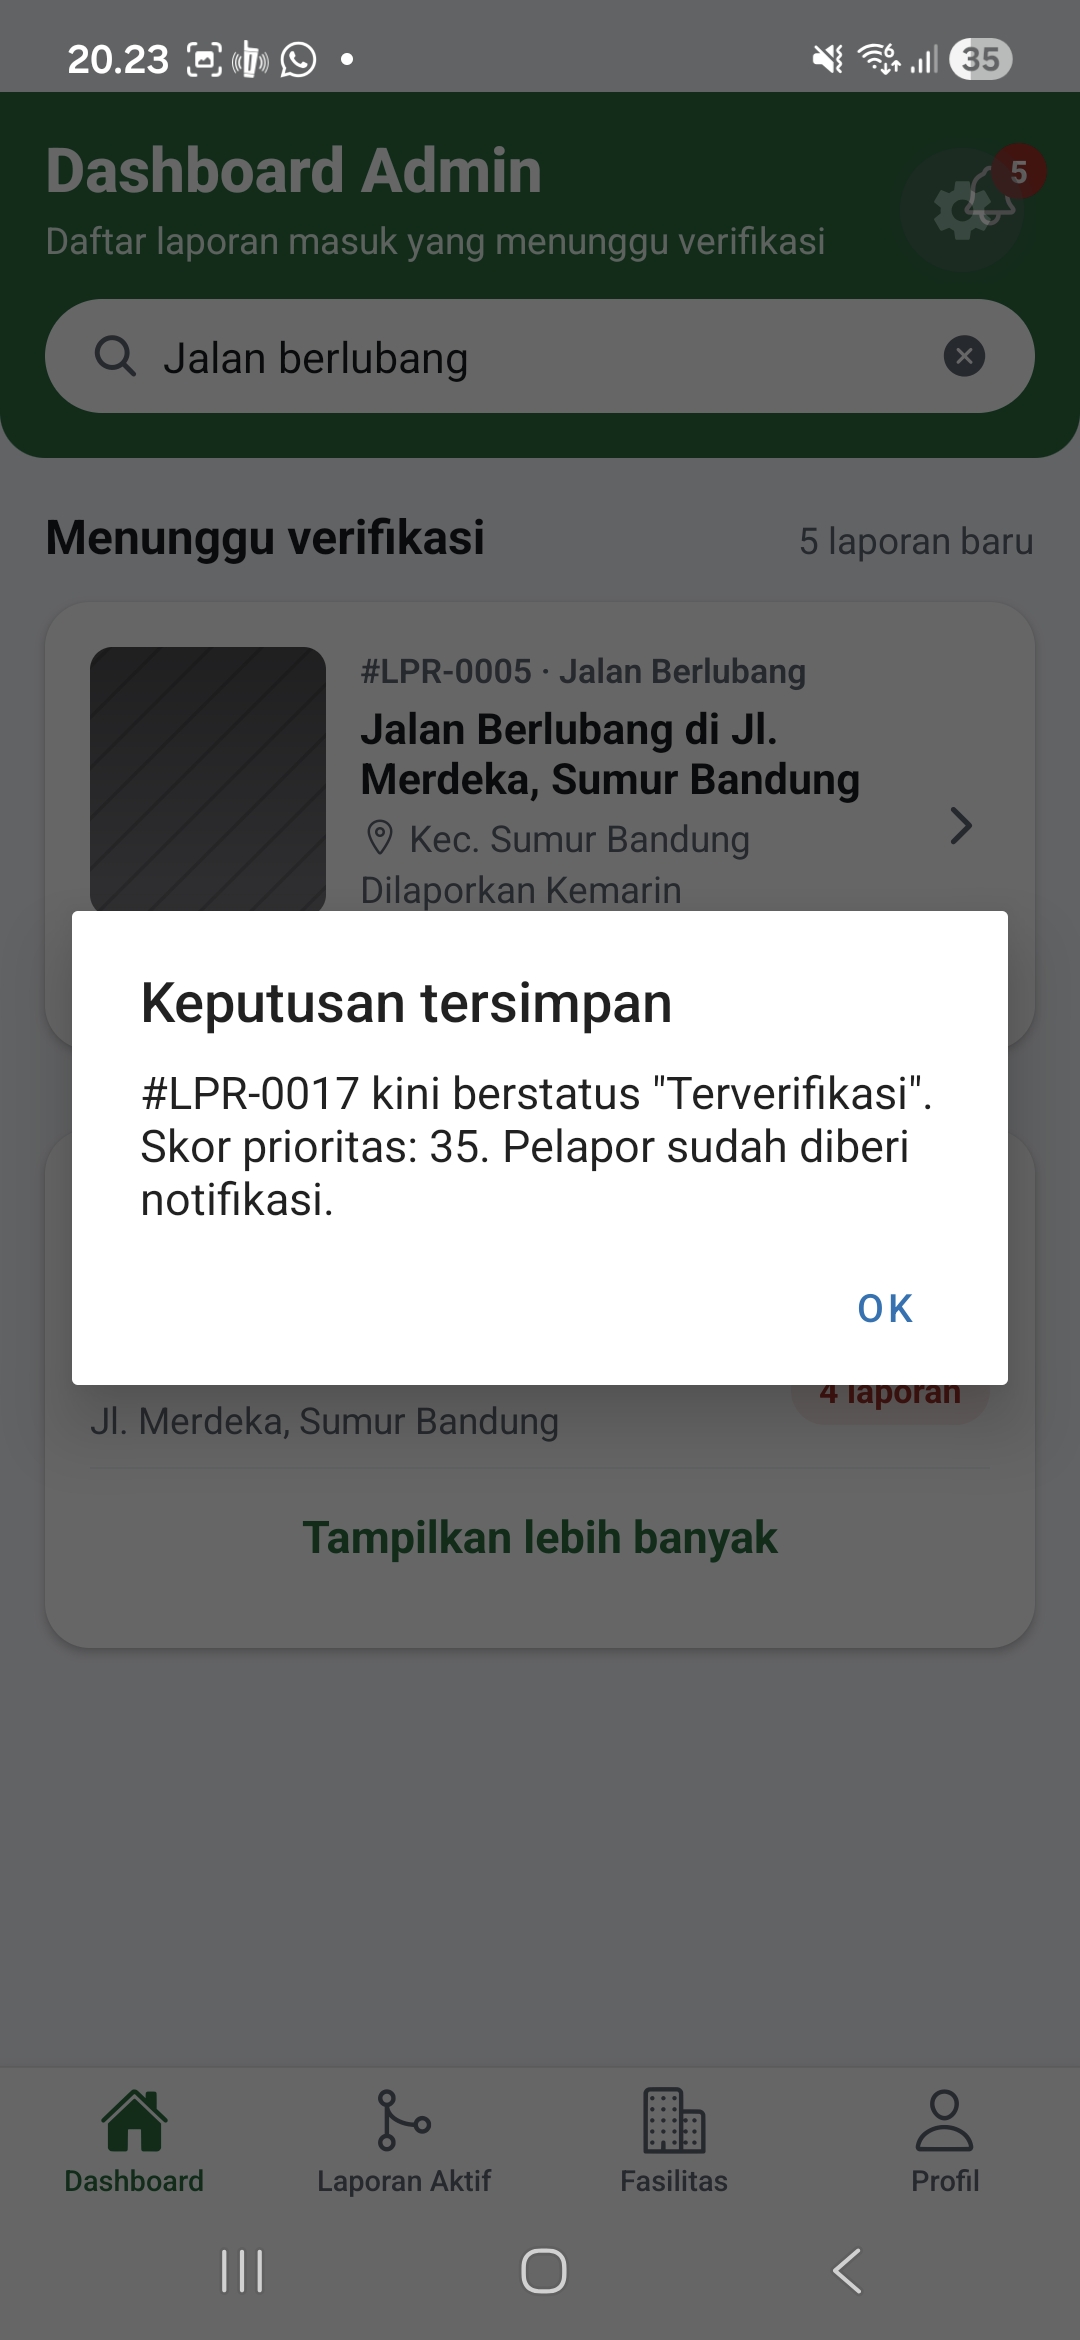 20.23
6
35
Dashboard Admin
5
Daftar laporan masuk yang menunggu verifikasi
Jalan berlubang
Menunggu verifikasi
5 laporan baru
#LPR-0005 · Jalan Berlubang
Jalan Berlubang di Jl.
Merdeka, Sumur Bandung
Kec. Sumur Bandung
Dilaporkan Kemarin
Keputusan tersimpan
#LPR-0017 kini berstatus "Terverifikasi".
Skor prioritas: 35. Pelapor sudah diberi
notifikasi.
OK
4 laporan
Jl. Merdeka, Sumur Bandung
Tampilkan lebih banyak
Dashboard
Laporan Aktif
Fasilitas
Profil